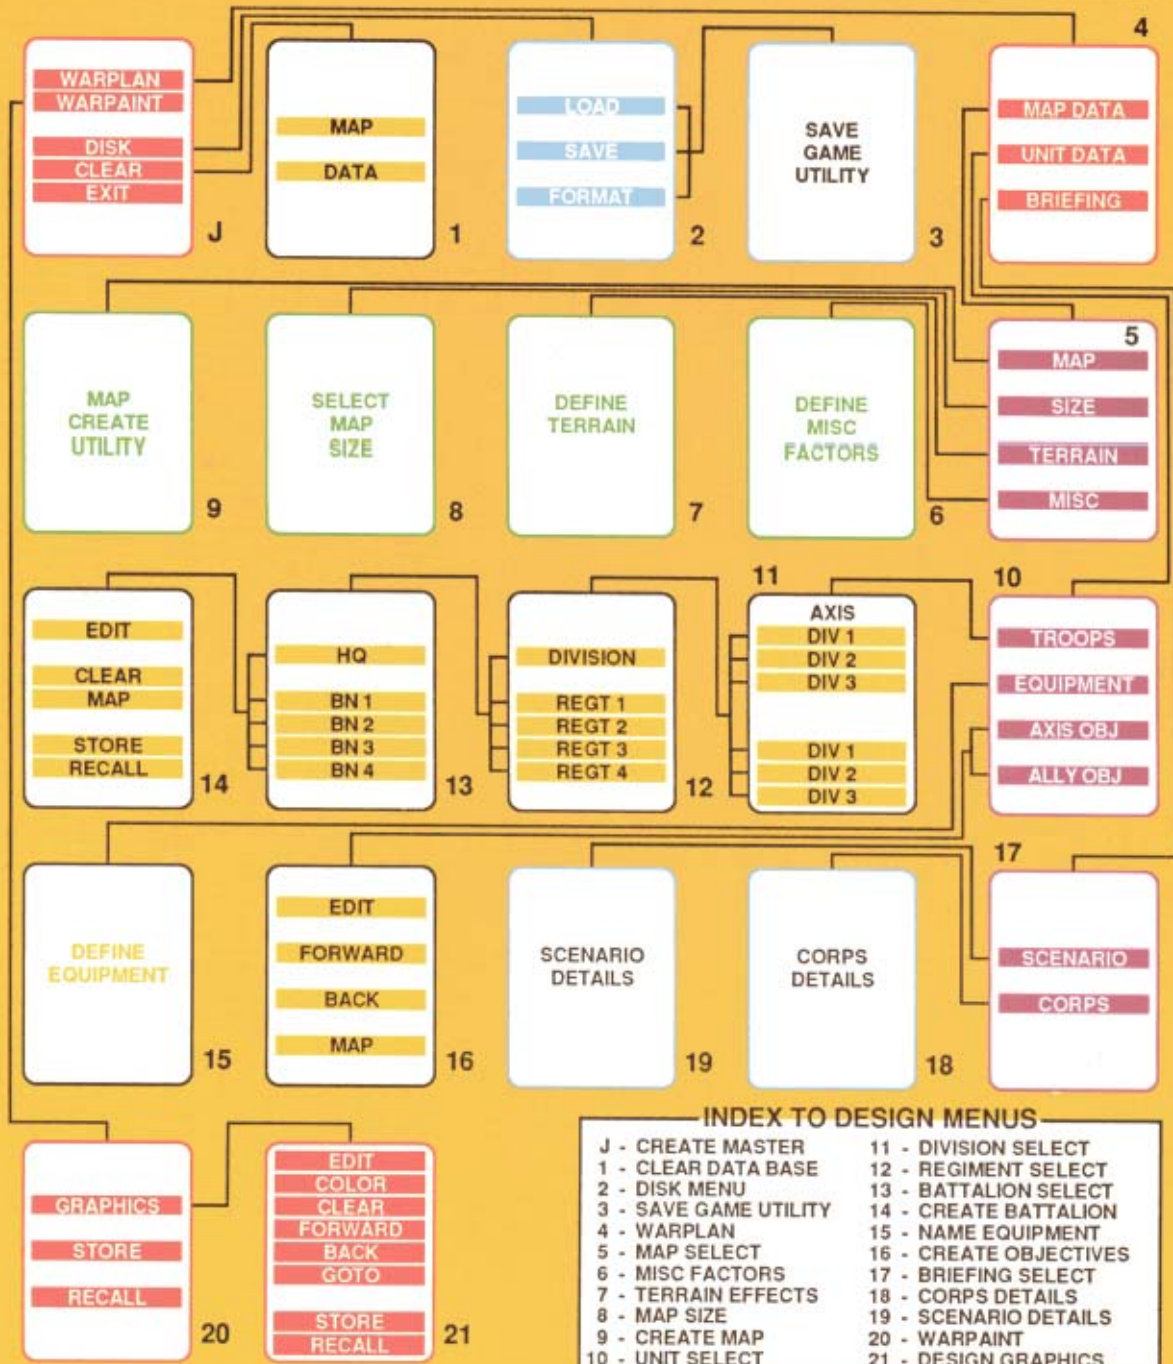 4
WARPLAN
WARPAINT
DISK
CLEAR
EXIT
J
MAP
DATA
1
LOAD
SAVE
FORMAT
2
SAVE
GAME
UTILITY
3
MAP DATA
UNIT DATA
BRIEFING
MAP
CREATE
UTILITY
9
SELECT
MAP
SIZE
8
DEFINE
TERRAIN
7
DEFINE
MISC
FACTORS
6
5
MAP
SIZE
TERRAIN
MISC
EDIT
CLEAR
MAP
STORE
RECALL
14
HQ
BN 1
BN 2
BN 3
BN 4
13
DIVISION
REGT 1
REGT 2
REGT 3
REGT 4
12
11
AXIS
DIV 1
DIV 2
DIV 3
DIV 1
DIV 2
DIV 3
10
TROOPS
EQUIPMENT
AXIS OBJ
ALLY OBJ
DEFINE
EQUIPMENT
15
EDIT
FORWARD
BACK
MAP
16
SCENARIO
DETAILS
19
CORPS
DETAILS
18
17
SCENARIO
CORPS
GRAPHICS
STORE
RECALL
20
EDIT
COLOR
CLEAR
FORWARD
BACK
GOTO
STORE
RECALL
21
INDEX TO DESIGN MENUS
J - CREATE MASTER
1 - CLEAR DATA BASE
2 - DISK MENU
3 - SAVE GAME UTILITY
4 - WARPLAN
5 - MAP SELECT
6 - MISC FACTORS
7 - TERRAIN EFFECTS
8 - MAP SIZE
9 - CREATE MAP
10 - UNIT SELECT
11 - DIVISION SELECT
12 - REGIMENT SELECT
13 - BATTALION SELECT
14 - CREATE BATTALION
15 - NAME EQUIPMENT
16 - CREATE OBJECTIVES
17 - BRIEFING SELECT
18 - CORPS DETAILS
19 - SCENARIO DETAILS
20 - WARPAINT
21 - DESIGN GRAPHICS